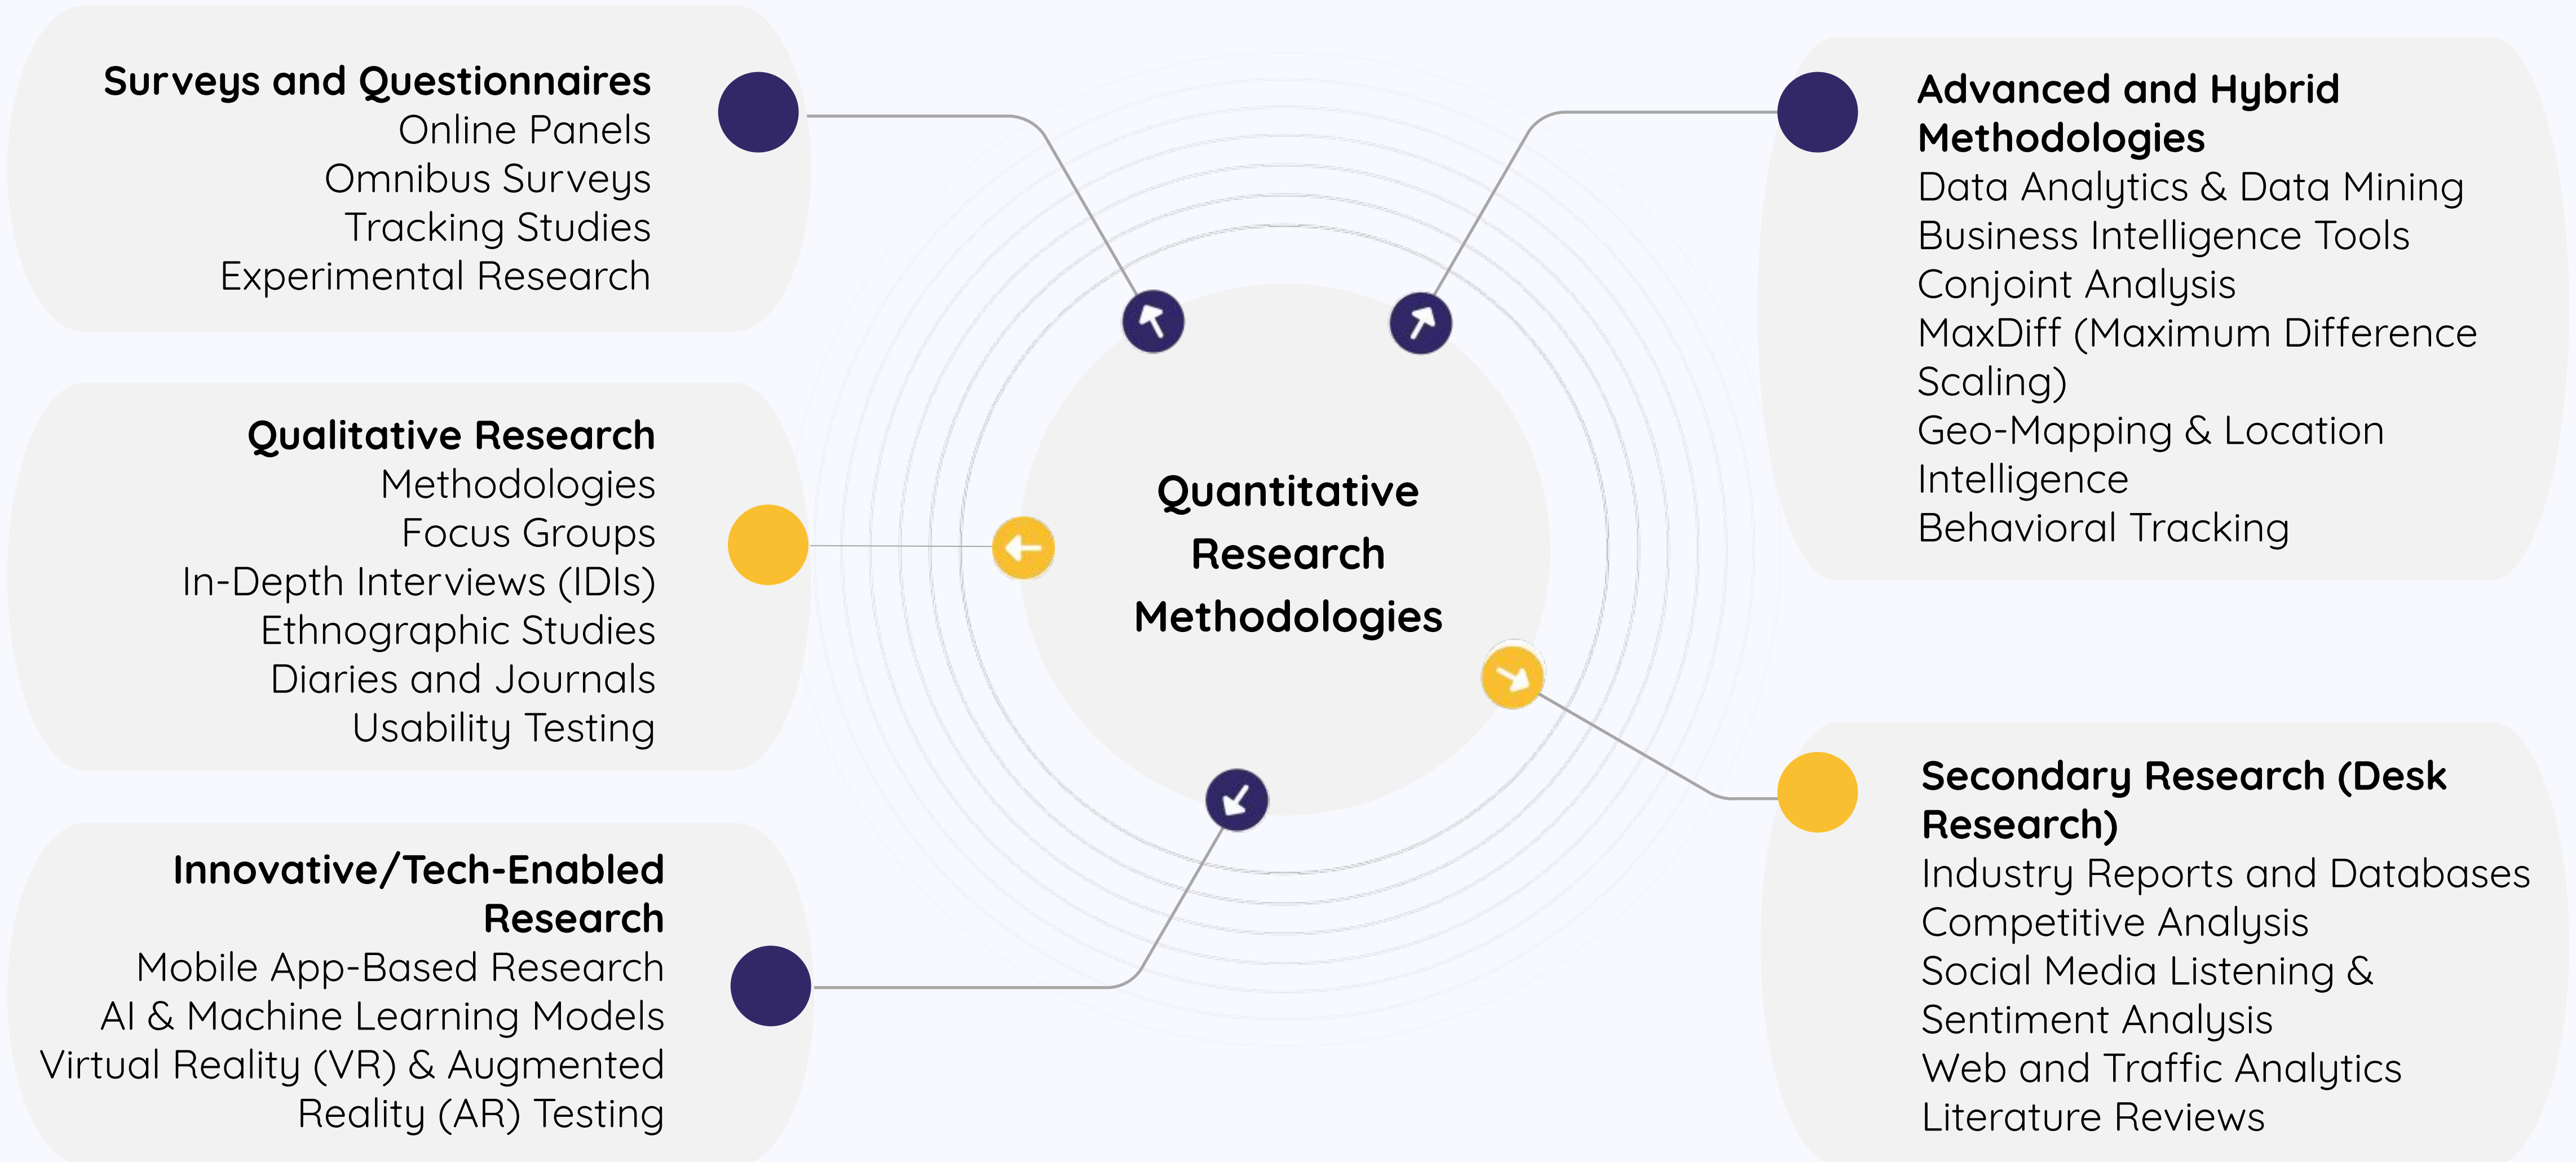 Surveys and Questionnaires
Online Panels
Omnibus Surveys
Tracking Studies
Experimental Research
Qualitative Research
Methodologies
Focus Groups
In-Depth Interviews (IDIs)
Ethnographic Studies
Diaries and Journals
Usability Testing
Innovative/Tech-Enabled
Research
Mobile App-Based Research
AI & Machine Learning Models
Virtual Reality (VR) & Augmented
Reality (AR) Testing
Quantitative
Research
Methodologies
Advanced and Hybrid
Methodologies
Data Analytics & Data Mining
Business Intelligence Tools
Conjoint Analysis
MaxDiff (Maximum Difference
Scaling)
Geo-Mapping & Location
Intelligence
Behavioral Tracking
Secondary Research (Desk
Research)
Industry Reports and Databases
Competitive Analysis
Social Media Listening &
Sentiment Analysis
Web and Traffic Analytics
Literature Reviews